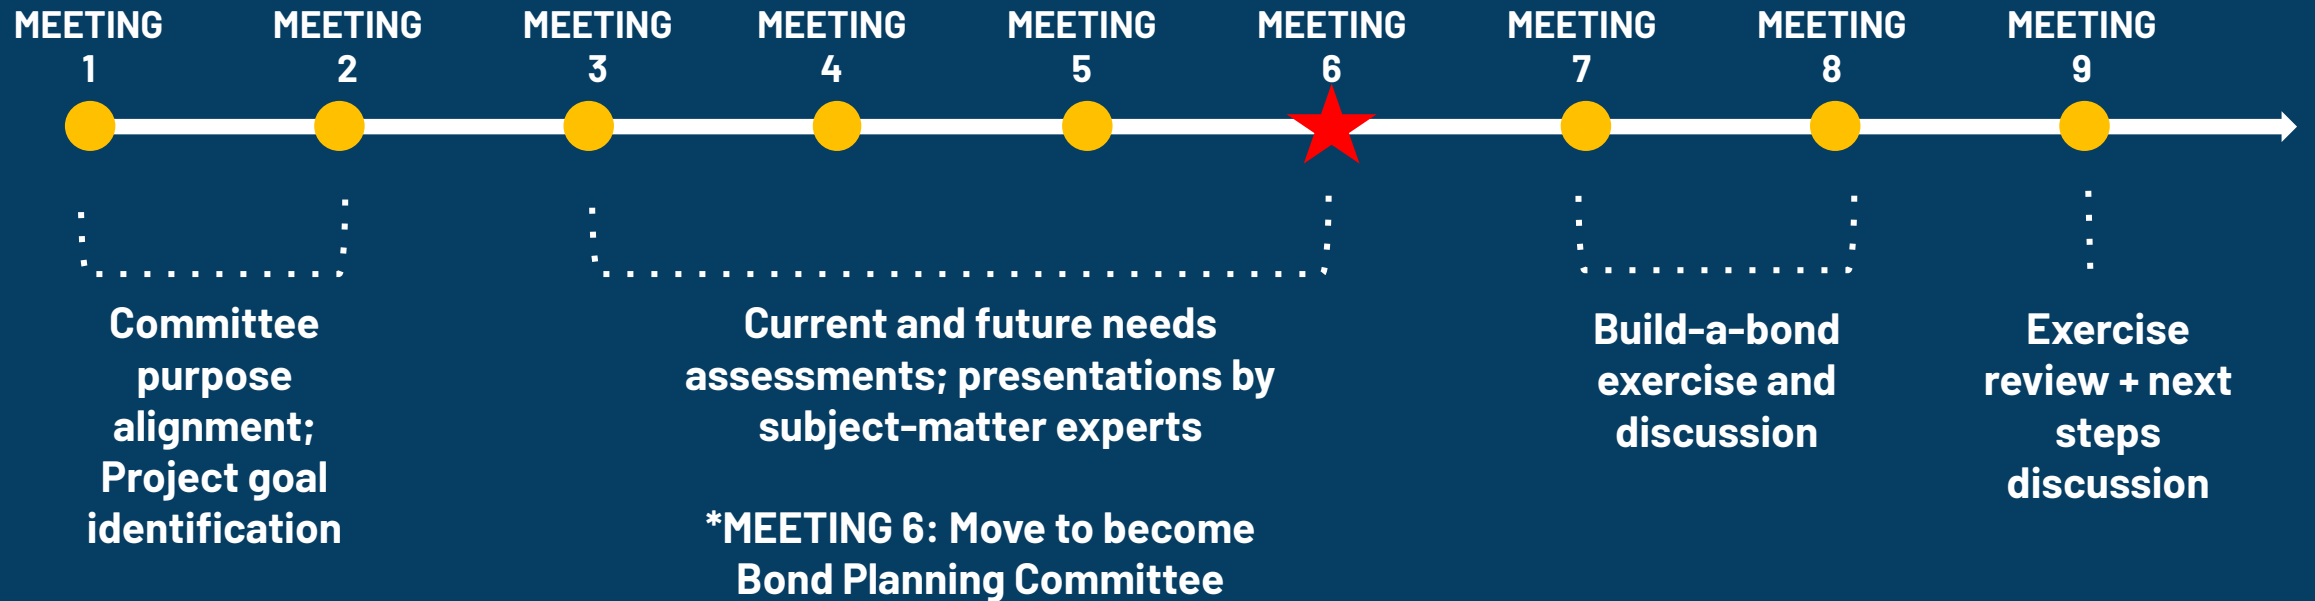 MEETING
1
MEETING
2
MEETING
3
MEETING
4
MEETING
5
MEETING
6
MEETING
7
MEETING
8
MEETING
9
Committee
purpose
alignment;
Project goal
identification
Current and future needs
assessments; presentations by
subject-matter experts
*MEETING 6: Move to become
Bond Planning Committee
Build-a-bond
exercise and
discussion
Exercise
review + next
steps
discussion